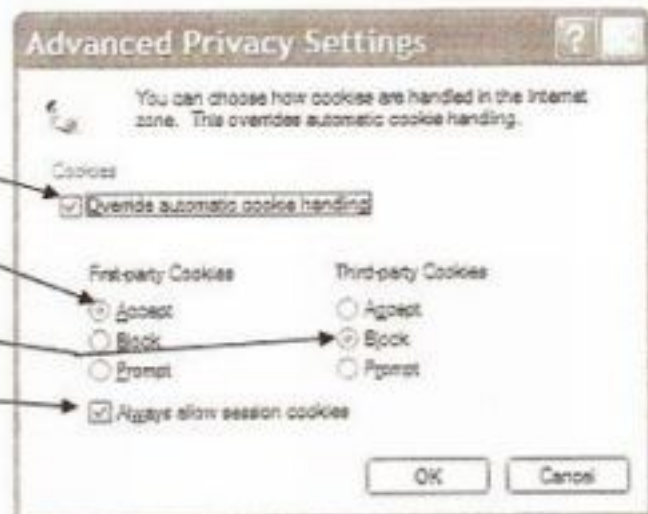 Advanced Privacy Settings
?
You can choose how cookies are handled in the Internet
zone. This overrides automatic cookie handling.
Cookies
Override automatic cookie handling
First-party Cookies
Third-party Cookies
Accept
Accept
Block
Block
Prompt
Prompt
Always allow session cookies
OK
Cancel